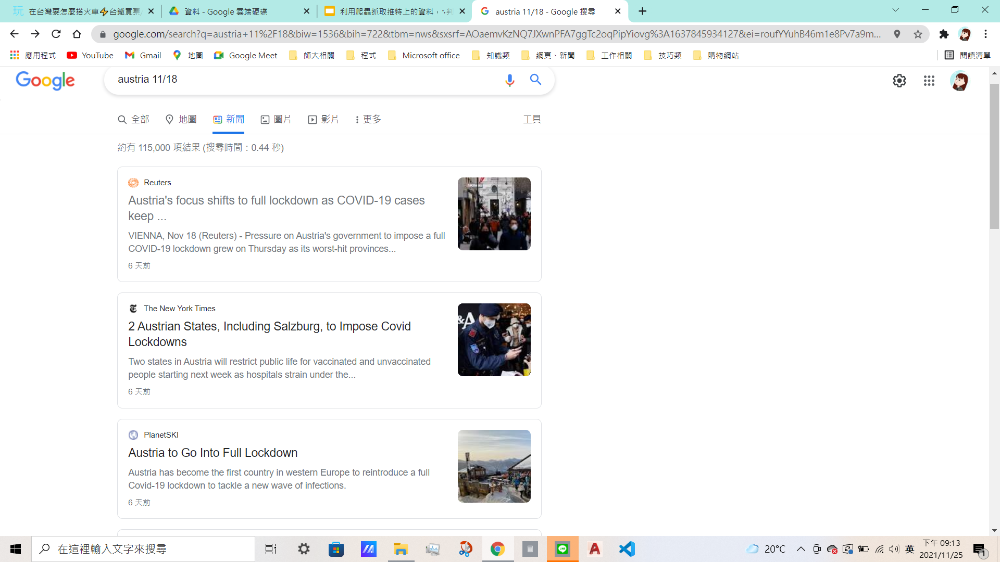 玩 在台灣要怎麼搭火車⚡台鐵買票
資料 - Google 雲端硬碟
利用爬蟲抓取推特上的資料，
austria 11/18 - Google 搜尋
google.com/search?q=austria+11%2F18&biw=1536&bih=722&tbm=nws&sxsrf=AOaemvKzNQ7JXwnPFA7ggTc2oqPipYiovg%3A1637845934127&ei=roufYYuhB46m1e8Pv7a9m...
應用程式 YouTube Gmail 地圖 Google Meet 師大相關 程式 Microsoft office 知識類 網頁、新聞 工作相關 技巧類 購物網站 閱讀清單
Google
austria 11/18
全部 地圖 新聞 圖片 影片 更多 工具
約有 115,000 項結果 (搜尋時間：0.44 秒)
Reuters
Austria's focus shifts to full lockdown as COVID-19 cases
keep ...
VIENNA, Nov 18 (Reuters) - Pressure on Austria's government to impose a full
COVID-19 lockdown grew on Thursday as its worst-hit provinces...
6 天前
The New York Times
2 Austrian States, Including Salzburg, to Impose Covid
Lockdowns
Two states in Austria will restrict public life for vaccinated and unvaccinated
people starting next week as hospitals strain under the...
6 天前
PlanetSKI
Austria to Go Into Full Lockdown
Austria has become the first country in western Europe to reintroduce a full
Covid-19 lockdown to tackle a new wave of infections.
6 天前
在這裡輸入文字來搜尋
20°C
英
下午 09:13
2021/11/25
1